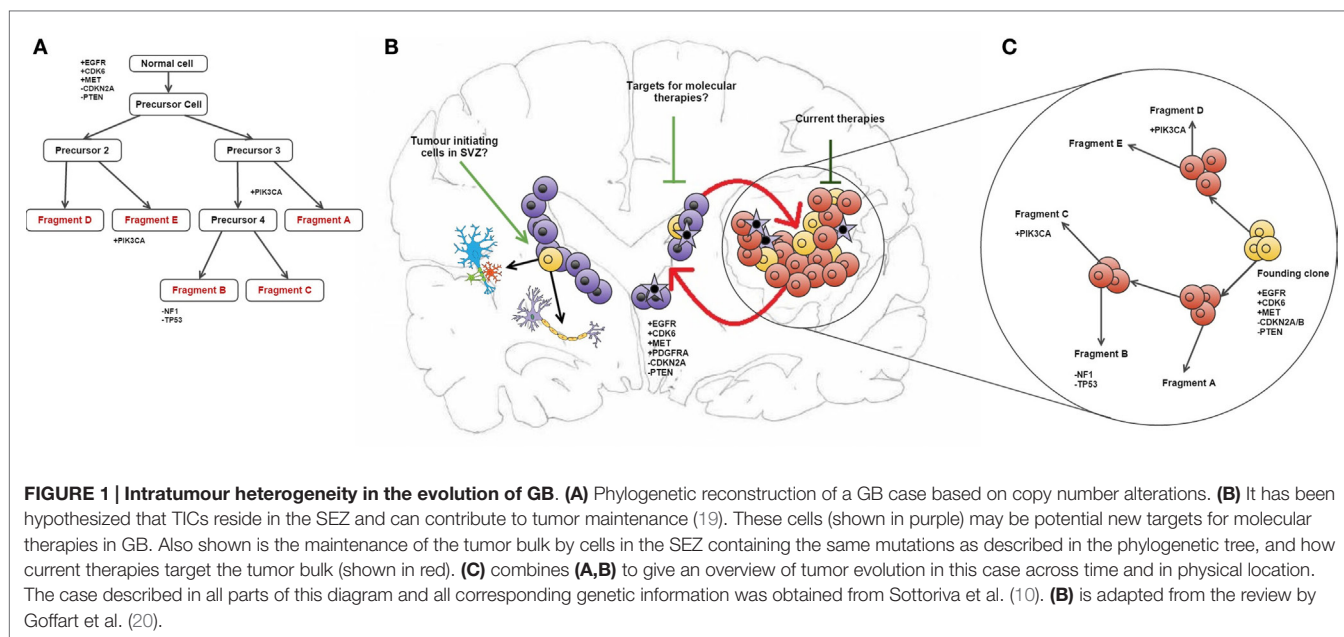 A
+EGFR
+CDK6
+MET
-CDKN2A
-PTEN
Normal cell
Precursor Cell
Precursor 2
Precursor 3
+PIK3CA
Fragment D
Fragment E
Precursor 4
Fragment A
+PIK3CA
Fragment B
Fragment C
-NF1
-TP53
B
Targets for molecular
therapies?
Tumour initiating
cells in SVZ?
Current therapies
+EGFR
+CDK6
+MET
+PDGFRA
-CDKN2A
-PTEN
C
Fragment D
+PIK3CA
Fragment E
Fragment C
+PIK3CA
Founding clone
+EGFR
+CDK6
+MET
-CDKN2A/B
-PTEN
Fragment B
-NF1
-TP53
Fragment A
FIGURE 1 | Intratumour heterogeneity in the evolution of GB. (A) Phylogenetic reconstruction of a GB case based on copy number alterations. (B) It has been
hypothesized that TICs reside in the SEZ and can contribute to tumor maintenance (19). These cells (shown in purple) may be potential new targets for molecular
therapies in GB. Also shown is the maintenance of the tumor bulk by cells in the SEZ containing the same mutations as described in the phylogenetic tree, and how
current therapies target the tumor bulk (shown in red). (C) combines (A,B) to give an overview of tumor evolution in this case across time and in physical location.
The case described in all parts of this diagram and all corresponding genetic information was obtained from Sottoriva et al. (10). (B) is adapted from the review by
Goffart et al. (20).